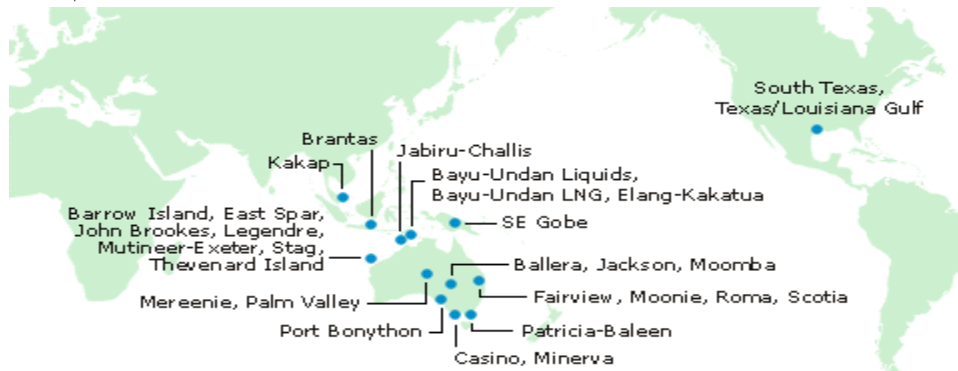 South Texas,
Texas/Louisiana Gulf
Brantas
Jabiru-Challis
Kakap
Bayu-Undan Liquids,
Bayu-Undan LNG, Elang-Kakatua
Barrow Island, East Spar,
John Brookes, Legendre,
Mutineer-Exeter, Stag,
Thevenard Island
SE Gobe
Ballera, Jackson, Moomba
Mereenie, Palm Valley
Fairview, Moonie, Roma, Scotia
Port Bonython
Patricia-Baleen
Casino, Minerva